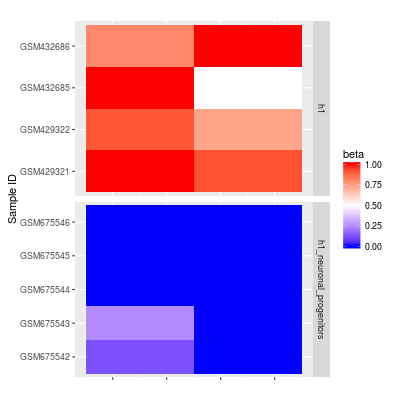 GSM432686
GSM432685
GSM429322
GSM429321
h1
GSM675546
GSM675545
GSM675544
GSM675543
GSM675542
h1_neuronal_progenitors
Sample ID
beta
1.00
0.75
0.50
0.25
0.00